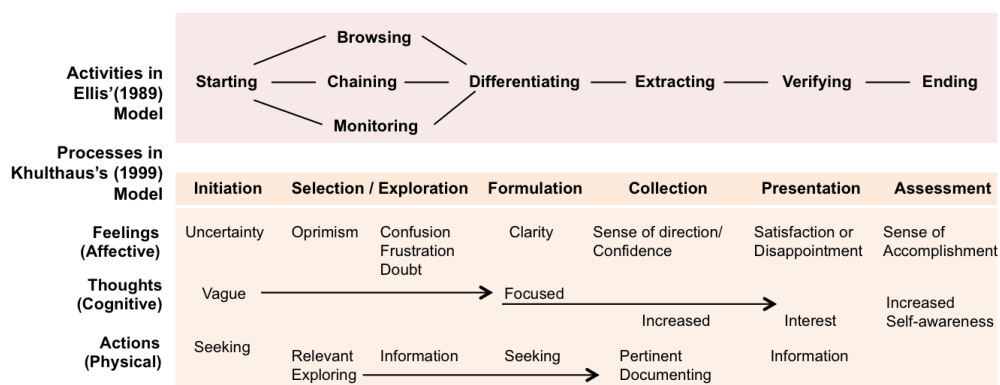 Activities in
Ellis'(1989)
Model
Browsing
Starting Chaining Differentiating Extracting Verifying Ending
Monitoring
Processes in
Khulthaus's (1999)
Model
Initiation Selection / Exploration Formulation Collection Presentation Assessment
Feelings
(Affective)
Uncertainty Oprimism Confusion Clarity Sense of direction/ Satisfaction or Sense of
Frustration Confidence Disappointment Accomplishment
Doubt
Thoughts
(Cognitive)
Vague Focused
Increased Interest
Increased
Self-awareness
Actions
(Physical)
Seeking
Relevant Information Seeking Pertinent Information
Exploring Documenting